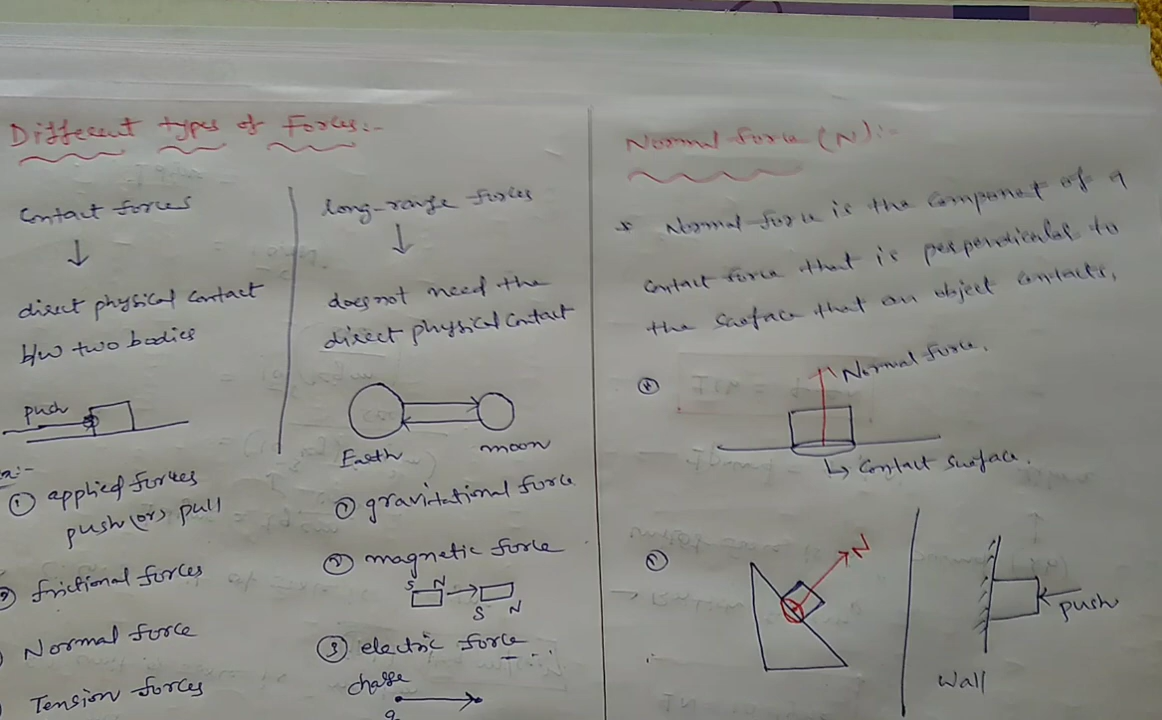 Different types of Forces:-
Contact forces
↓
direct physical contact
b/w two bodies
push
Ex:-
① applied forces
push (or) pull
② frictional forces
Normal force
Tension forces
long-range forces
↓
does not need the
direct physical contact
Earth
moon
① gravitational force
② magnetic force
S N → S N
③ electric force...
charge
q
Normal force (N):-
* Normal force is the component of a
contact force that is perpendicular to
the surface that an object contacts,
Normal force.
↳ Contact surface.
N
push
Wall